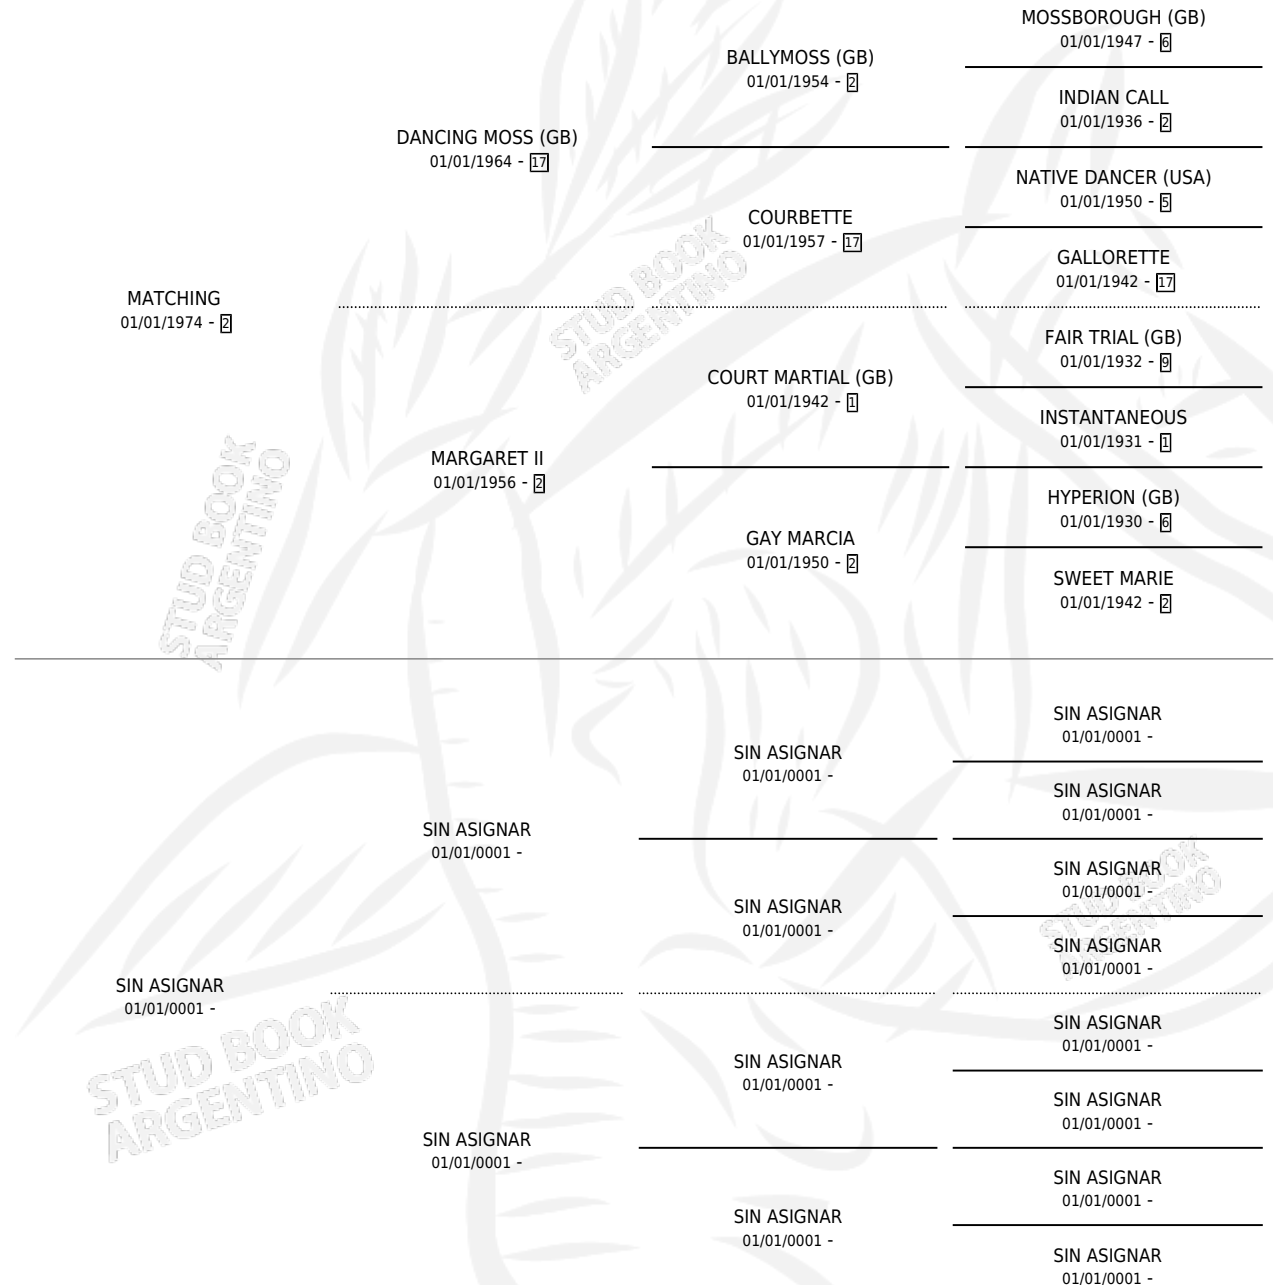 MOSSBOROUGH (GB)
01/01/1947 - 6
BALLYMOSS (GB)
01/01/1954 - 2
INDIAN CALL
01/01/1936 - 2
DANCING MOSS (GB)
01/01/1964 - 17
NATIVE DANCER (USA)
01/01/1950 - 5
COURBETTE
01/01/1957 - 17
GALLORETTE
01/01/1942 - 17
MATCHING
01/01/1974 - 2
FAIR TRIAL (GB)
01/01/1932 - 9
COURT MARTIAL (GB)
01/01/1942 - 1
INSTANTANEOUS
01/01/1931 - 1
MARGARET II
01/01/1956 - 2
HYPERION (GB)
01/01/1930 - 6
GAY MARCIA
01/01/1950 - 2
SWEET MARIE
01/01/1942 - 2
STUD BOOK
ARGENTINO
STUD BOOK
ARGENTINO
SIN ASIGNAR
01/01/0001 -
SIN ASIGNAR
01/01/0001 -
SIN ASIGNAR
01/01/0001 -
SIN ASIGNAR
01/01/0001 -
SIN ASIGNAR
01/01/0001 -
SIN ASIGNAR
01/01/0001 -
SIN ASIGNAR
01/01/0001 -
SIN ASIGNAR
01/01/0001 -
SIN ASIGNAR
01/01/0001 -
SIN ASIGNAR
01/01/0001 -
SIN ASIGNAR
01/01/0001 -
SIN ASIGNAR
01/01/0001 -
SIN ASIGNAR
01/01/0001 -
SIN ASIGNAR
01/01/0001 -
SIN ASIGNAR
01/01/0001 -
STUD BOOK
ARGENTINO
STUD BOOK
ARGENTINO